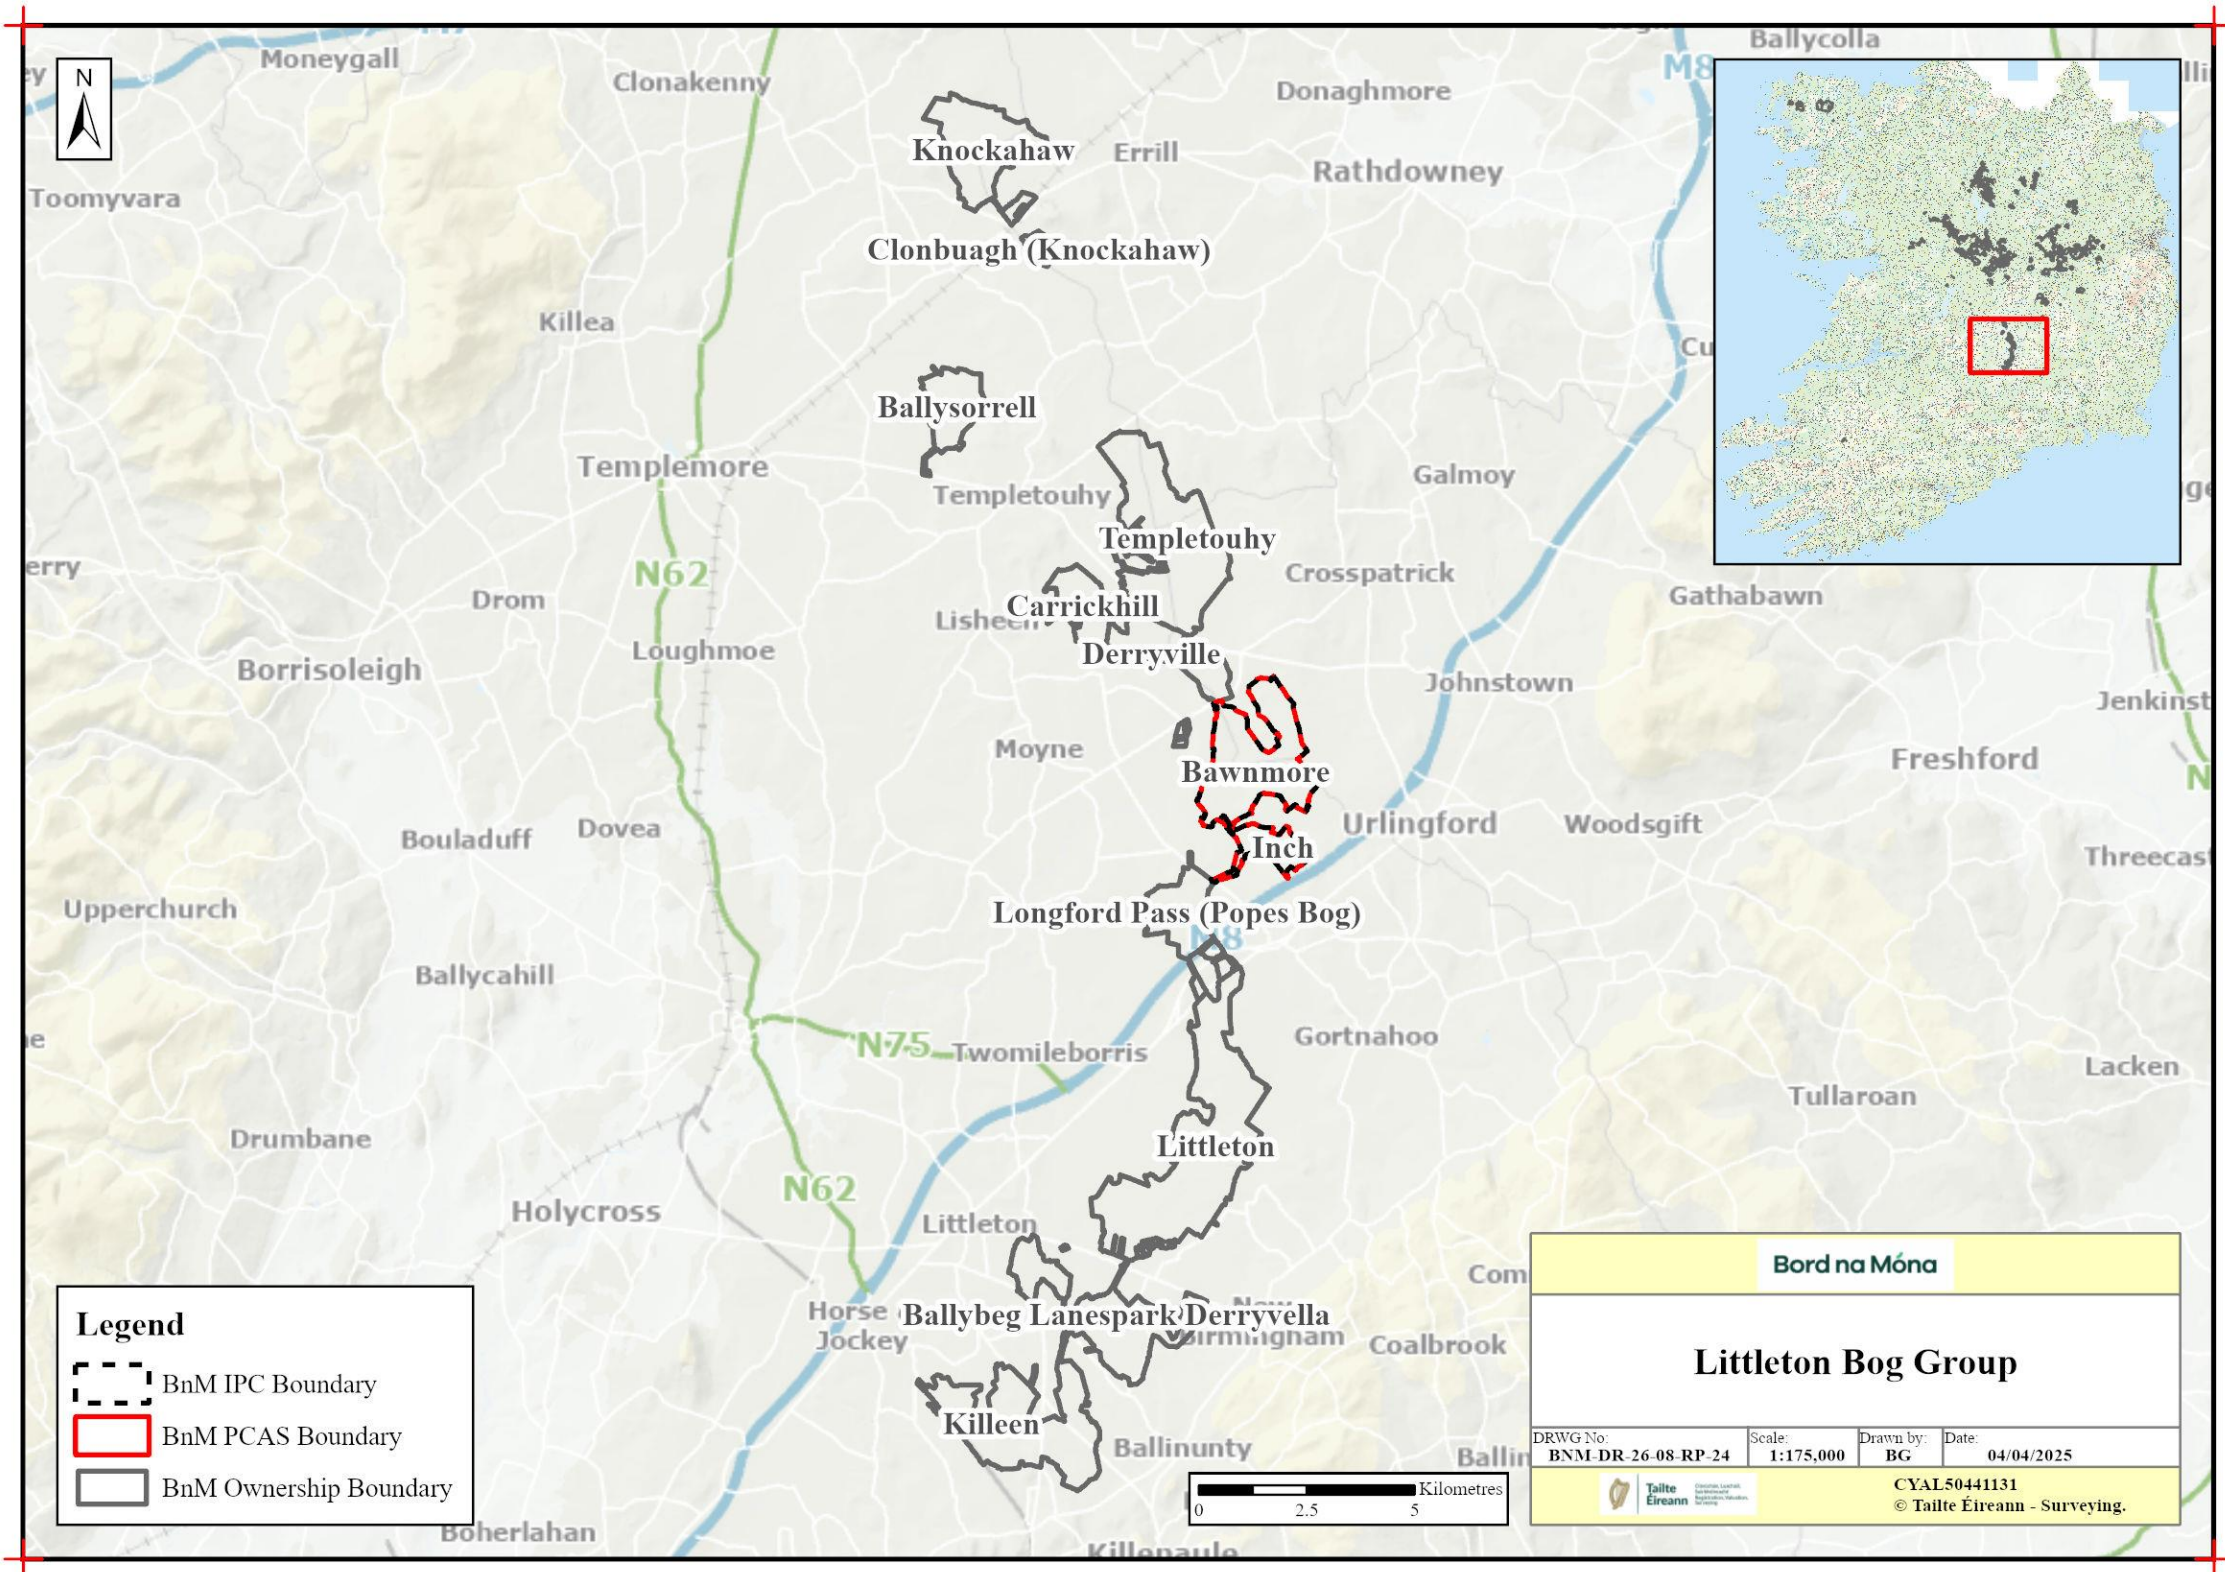 Moneygall
Clonakenny
Donaghmore
Ballycolla
M8
N
Knockahaw
Errill
Rathdowney
Toomyvara
Clonbuagh (Knockahaw)
Killea
Ballysorrell
Templemore
Templetouhy
Galmoy
Templetouhy
N62
Crosspatrick
Drom
Carrickhill
Lisheen
Gathabawn
Loughmoe
Derryville
Borrisoleigh
Johnstown
Jenkinst
Moyne
Bawnmore
Freshford
N
Bouladuff
Dovea
Urlingford
Woodsgift
Inch
Threecast
Upperchurch
Longford Pass (Popes Bog)
M8
Ballycahill
N75
Twomileborris
Gortnahoo
Lacken
Tullaroan
Drumbane
Littleton
N62
Holycross
Littleton
Horse
Jockey
Ballybeg Lanespark Derryvella
New
Birmingham
Coalbrook
Killeen
Ballinunty
Boherlahan
Killenaule
Legend
BnM IPC Boundary
BnM PCAS Boundary
BnM Ownership Boundary
Kilometres
0 2.5 5
Bord na Móna
Littleton Bog Group
DRWG No: Scale: Drawn by: Date:
BNM-DR-26-08-RP-24 1:175,000 BG 04/04/2025
Tailte
Éireann
CYAL50441131
© Tailte Éireann - Surveying.